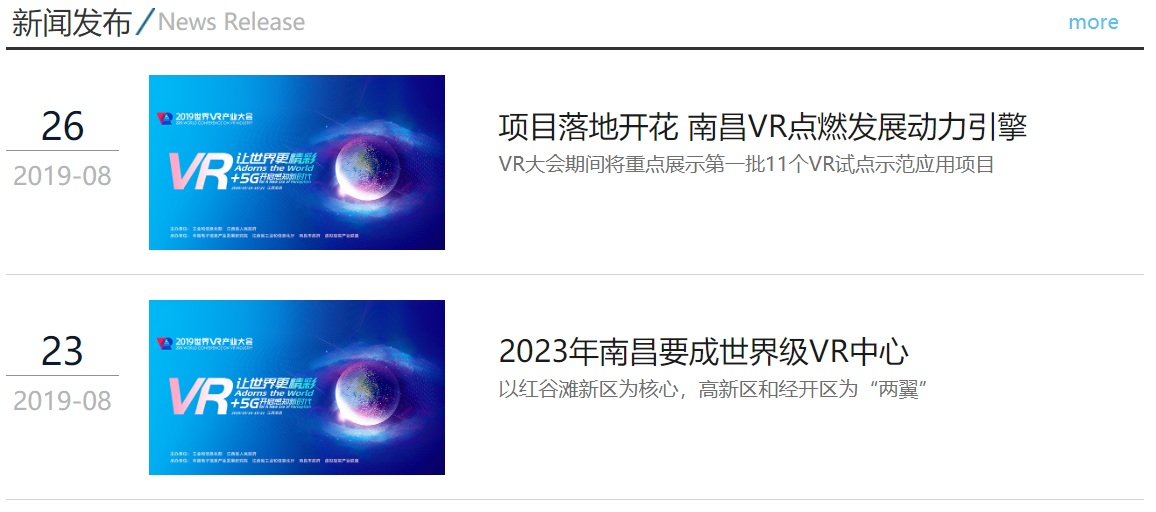 新闻发布/News Release
more
26
2019-08
2019世界VR产业大会
VR
让世界更精彩
Adorns the World
+5G开启感知新时代
项目落地开花 南昌VR点燃发展动力引擎
VR大会期间将重点展示第一批11个VR试点示范应用项目
23
2019-08
2019世界VR产业大会
VR
让世界更精彩
Adorns the World
+5G开启感知新时代
2023年南昌要成世界级VR中心
以红谷滩新区为核心，高新区和经开区为“两翼”